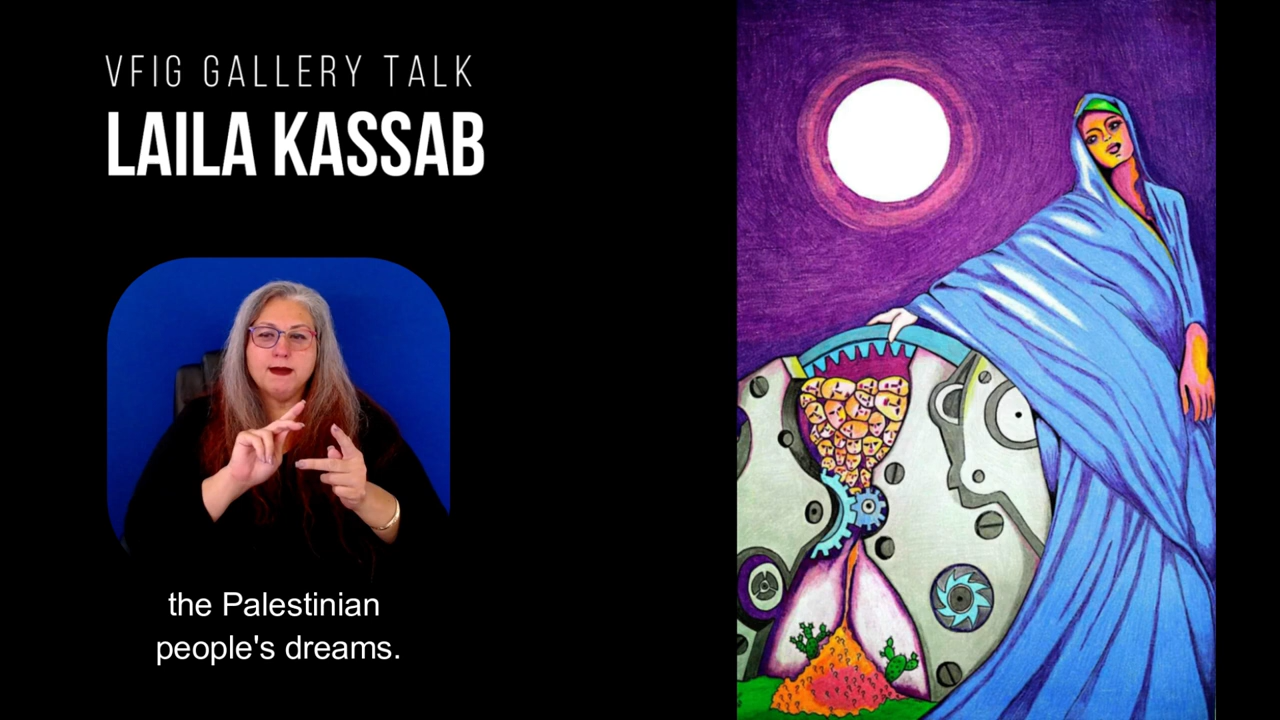 VFIG GALLERY TALK
LAILA KASSAB
the Palestinian
people's dreams.